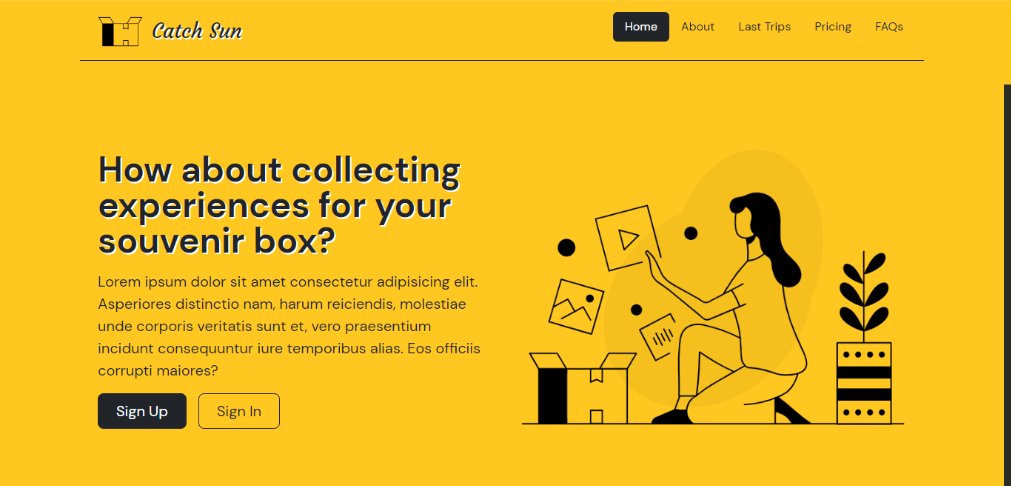 Catch Sun
Home About Last Trips Pricing FAQs
How about collecting
experiences for your
souvenir box?
Lorem ipsum dolor sit amet consectetur adipisicing elit.
Asperiores distinctio nam, harum reiciendis, molestiae
unde corporis veritatis sunt et, vero praesentium
incidunt consequuntur iure temporibus alias. Eos officiis
corrupti maiores?
Sign Up Sign In